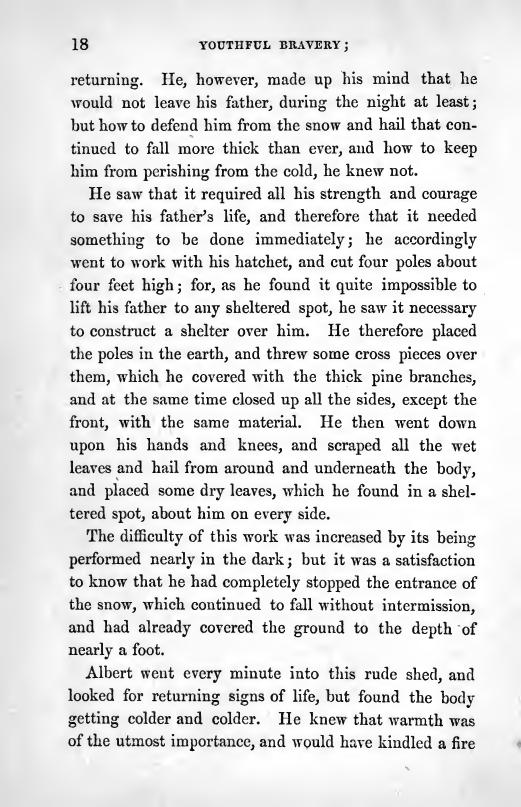 18 YOUTHFUL BRAVERY;
returning. He, however, made up his mind that he
would not leave his father, during the night at least;
but how to defend him from the snow and hail that con-
tinued to fall more thick than ever, and how to keep
him from perishing from the cold, he knew not.
He saw that it required all his strength and courage
to save his father's life, and therefore that it needed
something to be done immediately; he accordingly
went to work with his hatchet, and cut four poles about
four feet high; for, as he found it quite impossible to
lift his father to any sheltered spot, he saw it necessary
to construct a shelter over him. He therefore placed
the poles in the earth, and threw some cross pieces over
them, which he covered with the thick pine branches,
and at the same time closed up all the sides, except the
front, with the same material. He then went down
upon his hands and knees, and scraped all the wet
leaves and hail from around and underneath the body,
and placed some dry leaves, which he found in a shel-
tered spot, about him on every side.
The difficulty of this work was increased by its being
performed nearly in the dark; but it was a satisfaction
to know that he had completely stopped the entrance of
the snow, which continued to fall without intermission,
and had already covered the ground to the depth of
nearly a foot.
Albert went every minute into this rude shed, and
looked for returning signs of life, but found the body
getting colder and colder. He knew that warmth was
of the utmost importance, and would have kindled a fire